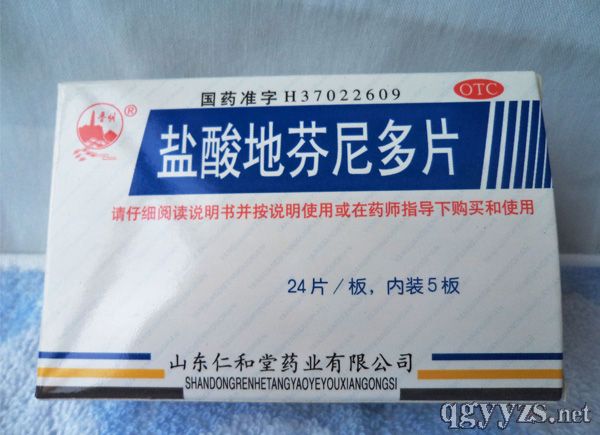 国药准字H37022609
OTC
鲁州
®
盐酸地芬尼多片
请仔细阅读说明书并按说明使用或在药师指导下购买和使用
24片/板，内装5板
山东仁和堂药业有限公司
SHANDONGRENHETANGYAOYEYOUXIANGONGSI
qgyyzs.net